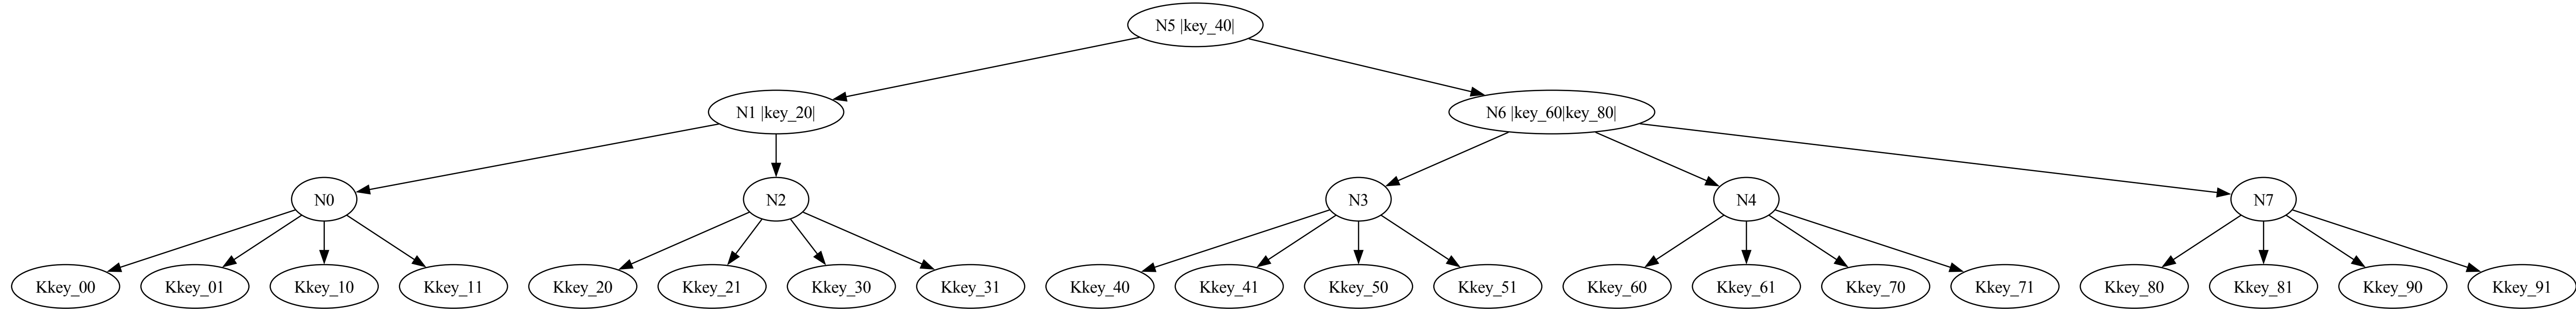 N5 |key_40|
N1 |key_20|
N6 |key_60|key_80|
N0
N2
N3
N4
N7
Kkey_00
Kkey_01
Kkey_10
Kkey_11
Kkey_20
Kkey_21
Kkey_30
Kkey_31
Kkey_40
Kkey_41
Kkey_50
Kkey_51
Kkey_60
Kkey_61
Kkey_70
Kkey_71
Kkey_80
Kkey_81
Kkey_90
Kkey_91